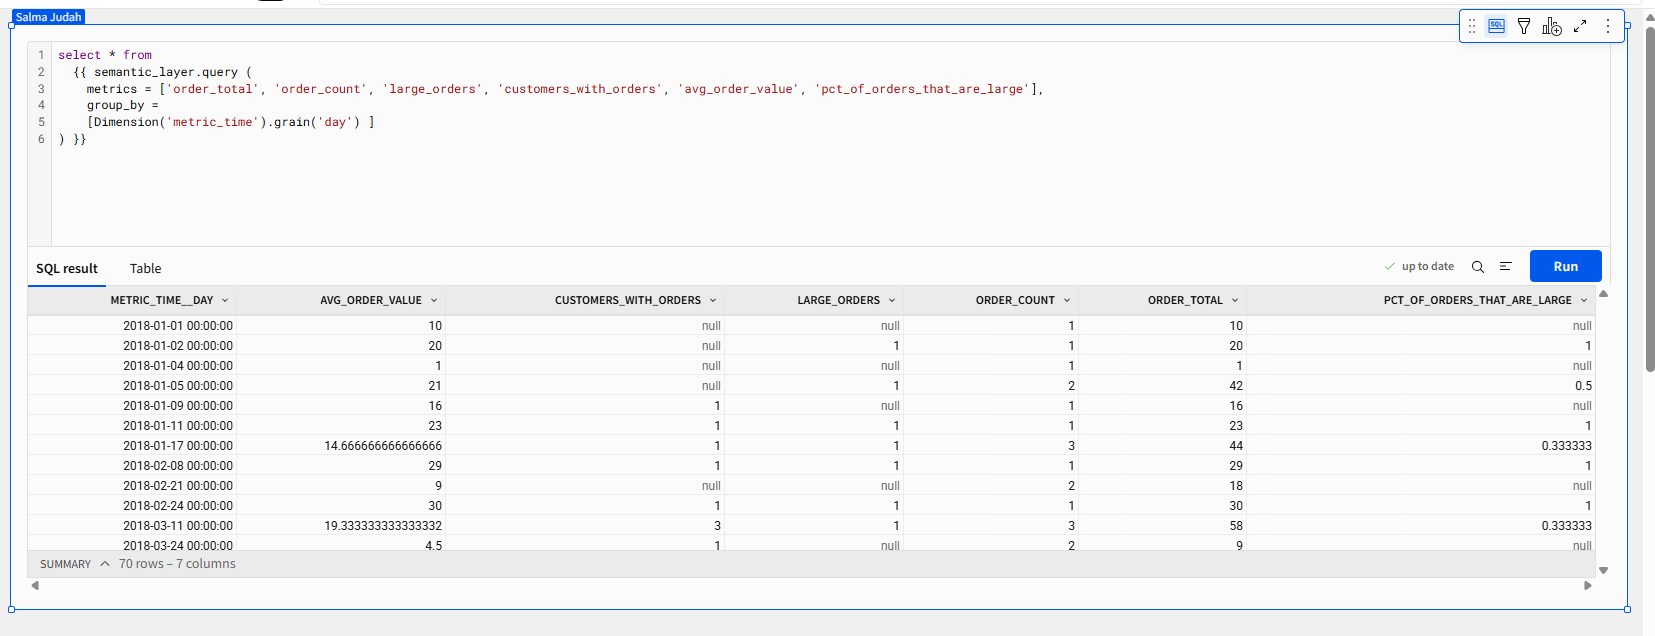 Salma Judah
SQL
1 select * from
2 {{ semantic_layer.query (
3 metrics = ['order_total', 'order_count', 'large_orders', 'customers_with_orders', 'avg_order_value', 'pct_of_orders_that_are_large'],
4 group_by =
5 [Dimension('metric_time').grain('day') ]
6 ) }}
SQL result Table up to date Run
METRIC_TIME__DAY AVG_ORDER_VALUE CUSTOMERS_WITH_ORDERS LARGE_ORDERS ORDER_COUNT ORDER_TOTAL PCT_OF_ORDERS_THAT_ARE_LARGE
2018-01-01 00:00:00 10 null null 1 10 null
2018-01-02 00:00:00 20 null 1 1 20 1
2018-01-04 00:00:00 1 null null 1 1 null
2018-01-05 00:00:00 21 null 1 2 42 0.5
2018-01-09 00:00:00 16 1 null 1 16 null
2018-01-11 00:00:00 23 1 1 1 23 1
2018-01-17 00:00:00 14.666666666666666 1 1 3 44 0.333333
2018-02-08 00:00:00 29 1 1 1 29 1
2018-02-21 00:00:00 9 null null 2 18 null
2018-02-24 00:00:00 30 1 1 1 30 1
2018-03-11 00:00:00 19.333333333333332 3 1 3 58 0.333333
2018-03-24 00:00:00 4.5 1 null 2 9 null
SUMMARY 70 rows – 7 columns